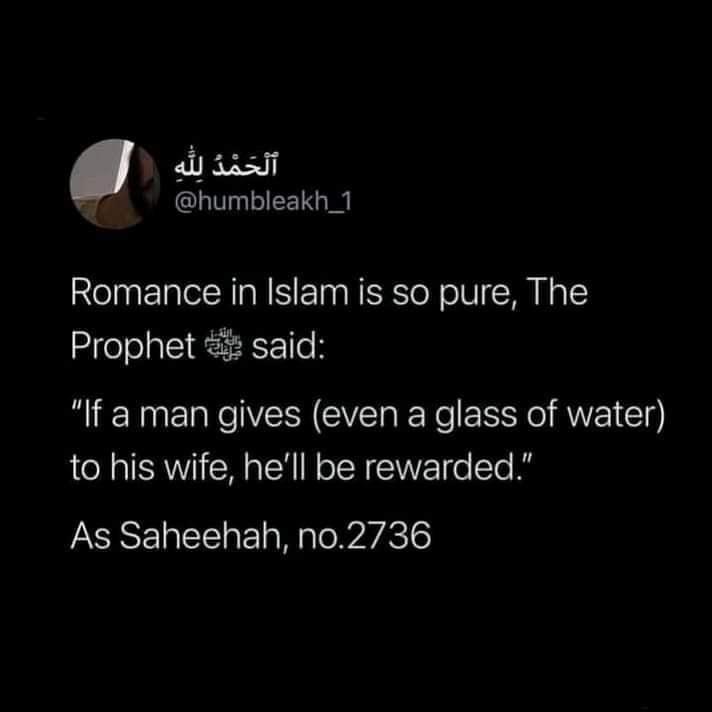 ٱلْحَمْدُ لِلَّٰهِ
@humbleakh_1
Romance in Islam is so pure, The
Prophet ﷺ said:
“If a man gives (even a glass of water)
to his wife, he’ll be rewarded.”
As Saheehah, no.2736